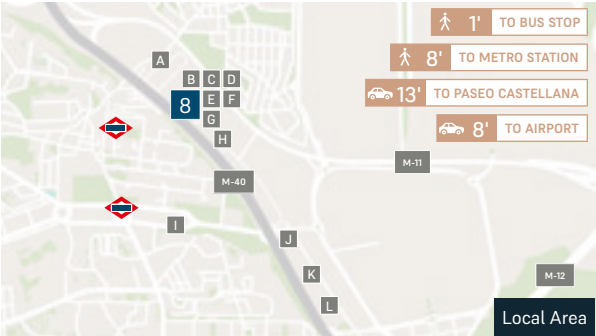 1' TO BUS STOP
8' TO METRO STATION
13' TO PASEO CASTELLANA
8' TO AIRPORT
A
B C D
8 E F
G
H
M-11
M-40
I
J
K
M-12
L
Local Area